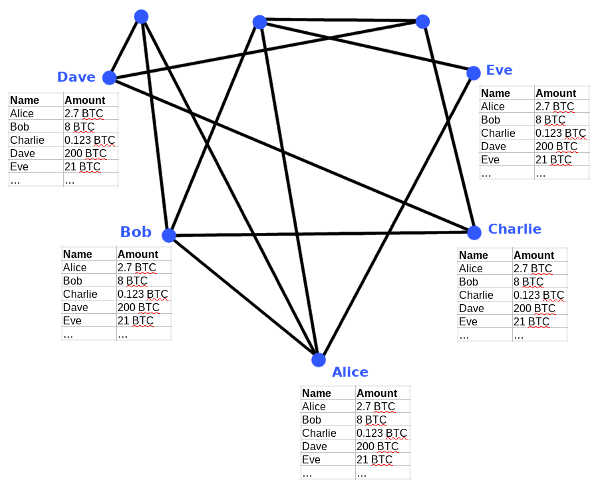 Eve
Dave
Name Amount
Alice 2.7 BTC
Bob 8 BTC
Charlie 0.123 BTC
Dave 200 BTC
Eve 21 BTC
... ...
Name Amount
Alice 2.7 BTC
Bob 8 BTC
Charlie 0.123 BTC
Dave 200 BTC
Eve 21 BTC
... ...
Bob
Charlie
Name Amount
Alice 2.7 BTC
Bob 8 BTC
Charlie 0.123 BTC
Dave 200 BTC
Eve 21 BTC
... ...
Name Amount
Alice 2.7 BTC
Bob 8 BTC
Charlie 0.123 BTC
Dave 200 BTC
Eve 21 BTC
... ...
Alice
Name Amount
Alice 2.7 BTC
Bob 8 BTC
Charlie 0.123 BTC
Dave 200 BTC
Eve 21 BTC
... ...